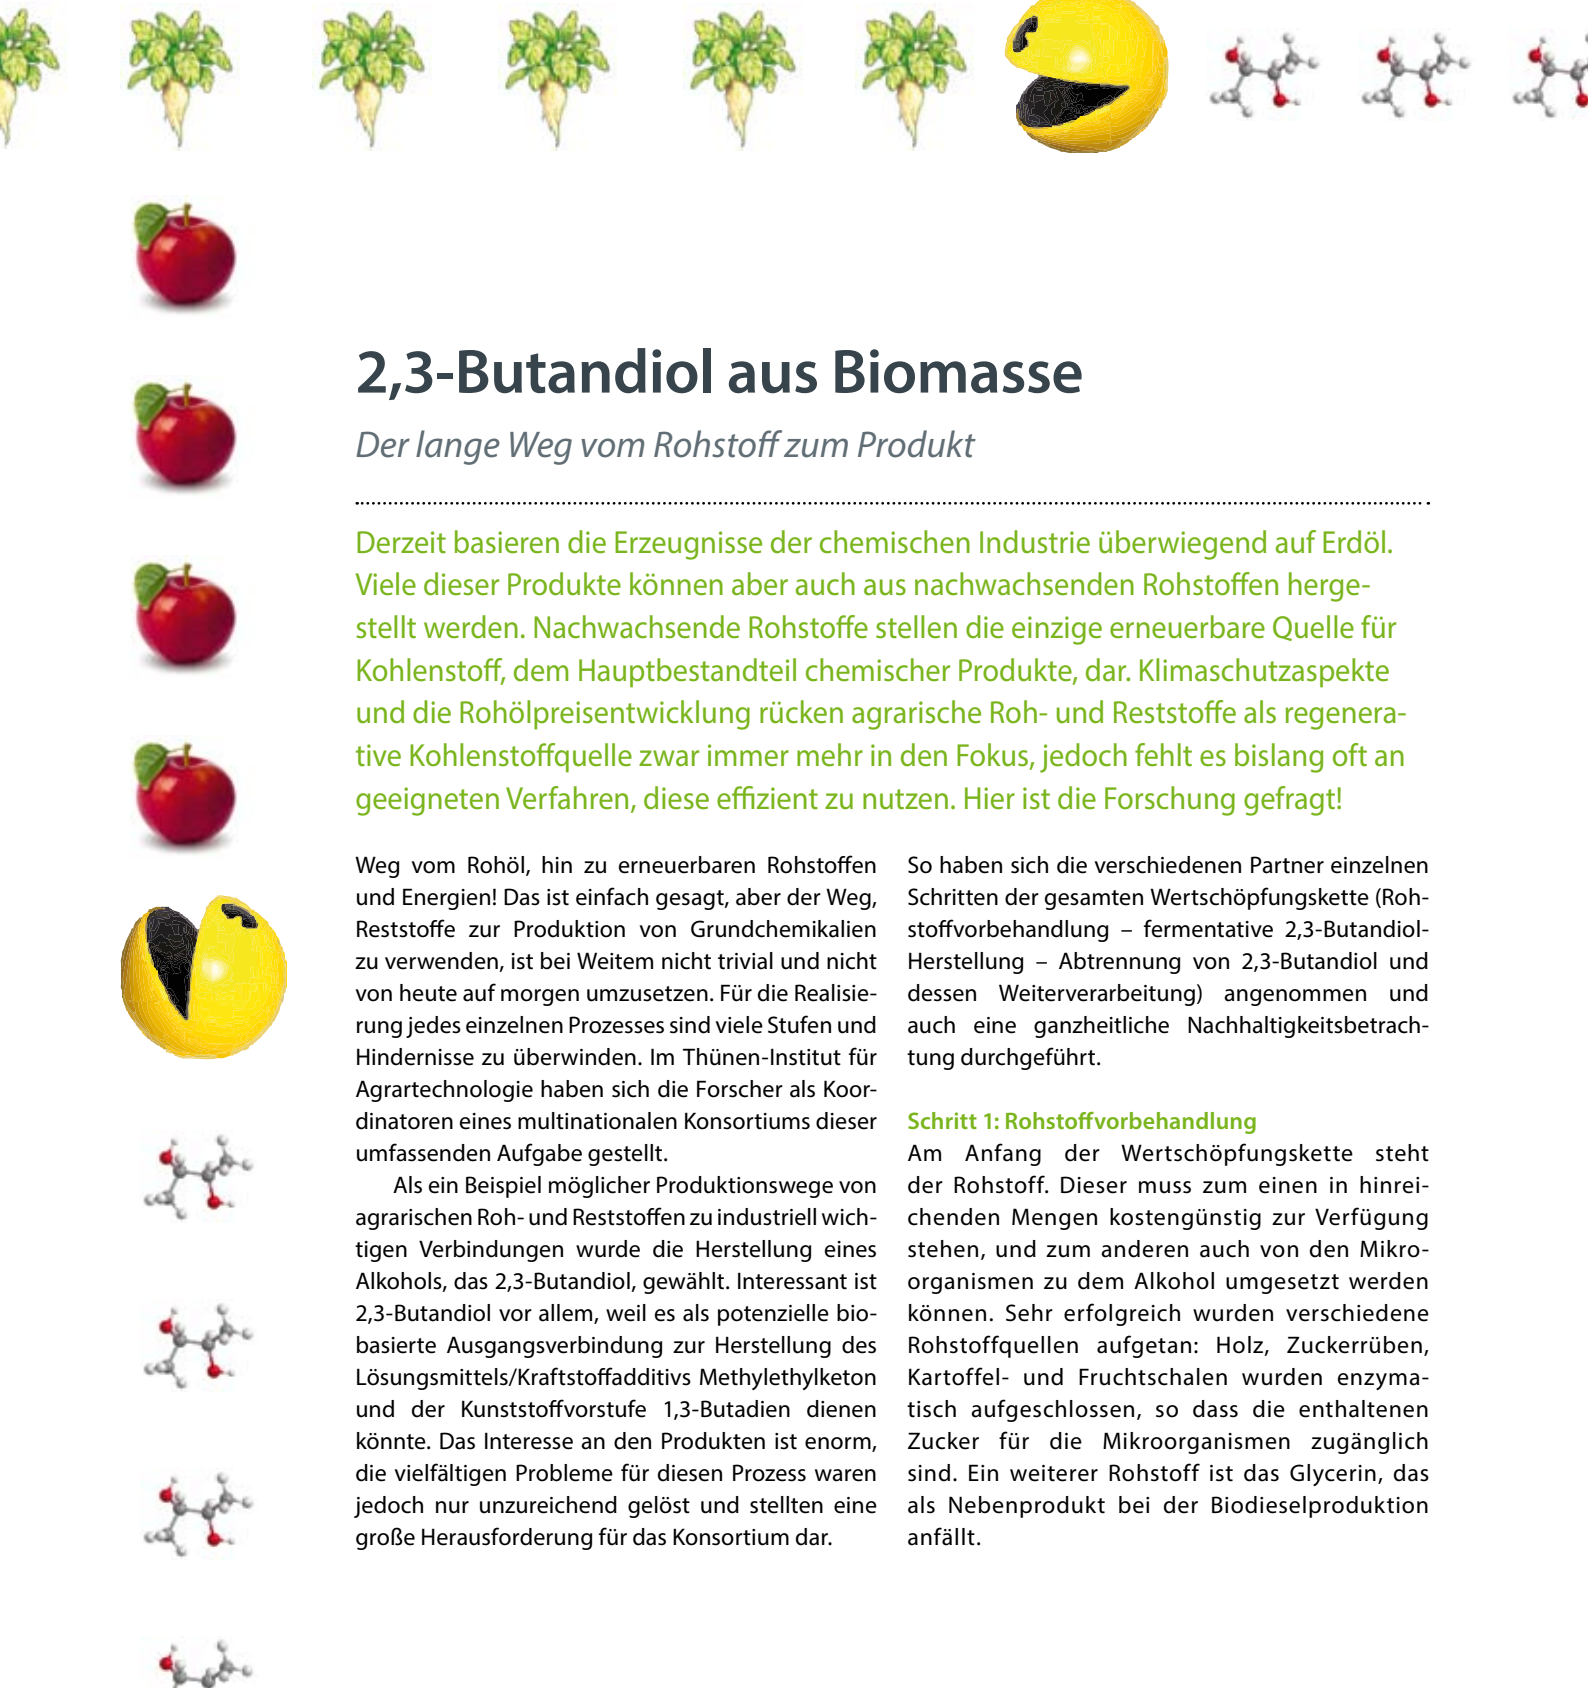 2,3-Butandiol aus Biomasse
Der lange Weg vom Rohstoff zum Produkt
Derzeit basieren die Erzeugnisse der chemischen Industrie überwiegend auf Erdöl.
Viele dieser Produkte können aber auch aus nachwachsenden Rohstoffen herge-
stellt werden. Nachwachsende Rohstoffe stellen die einzige erneuerbare Quelle für
Kohlenstoff, dem Hauptbestandteil chemischer Produkte, dar. Klimaschutzaspekte
und die Rohölpreisentwicklung rücken agrarische Roh- und Reststoffe als regenera-
tive Kohlenstoffquelle zwar immer mehr in den Fokus, jedoch fehlt es bislang oft an
geeigneten Verfahren, diese effizient zu nutzen. Hier ist die Forschung gefragt!
Weg vom Rohöl, hin zu erneuerbaren Rohstoffen
und Energien! Das ist einfach gesagt, aber der Weg,
Reststoffe zur Produktion von Grundchemikalien
zu verwenden, ist bei Weitem nicht trivial und nicht
von heute auf morgen umzusetzen. Für die Realisie-
rung jedes einzelnen Prozesses sind viele Stufen und
Hindernisse zu überwinden. Im Thünen-Institut für
Agrartechnologie haben sich die Forscher als Koor-
dinatoren eines multinationalen Konsortiums dieser
umfassenden Aufgabe gestellt.
Als ein Beispiel möglicher Produktionswege von
agrarischen Roh- und Reststoffen zu industriell wich-
tigen Verbindungen wurde die Herstellung eines
Alkohols, das 2,3-Butandiol, gewählt. Interessant ist
2,3-Butandiol vor allem, weil es als potenzielle bio-
basierte Ausgangsverbindung zur Herstellung des
Lösungsmittels/Kraftstoffadditivs Methylethylketon
und der Kunststoffvorstufe 1,3-Butadien dienen
könnte. Das Interesse an den Produkten ist enorm,
die vielfältigen Probleme für diesen Prozess waren
jedoch nur unzureichend gelöst und stellten eine
große Herausforderung für das Konsortium dar.
So haben sich die verschiedenen Partner einzelnen
Schritten der gesamten Wertschöpfungskette (Roh-
stoffvorbehandlung – fermentative 2,3-Butandiol-
Herstellung – Abtrennung von 2,3-Butandiol und
dessen Weiterverarbeitung) angenommen und
auch eine ganzheitliche Nachhaltigkeitsbetrach-
tung durchgeführt.
Schritt 1: Rohstoffvorbehandlung
Am Anfang der Wertschöpfungskette steht
der Rohstoff. Dieser muss zum einen in hinrei-
chenden Mengen kostengünstig zur Verfügung
stehen, und zum anderen auch von den Mikro-
organismen zu dem Alkohol umgesetzt werden
können. Sehr erfolgreich wurden verschiedene
Rohstoffquellen aufgetan: Holz, Zuckerrüben,
Kartoffel- und Fruchtschalen wurden enzyma-
tisch aufgeschlossen, so dass die enthaltenen
Zucker für die Mikroorganismen zugänglich
sind. Ein weiterer Rohstoff ist das Glycerin, das
als Nebenprodukt bei der Biodieselproduktion
anfällt.